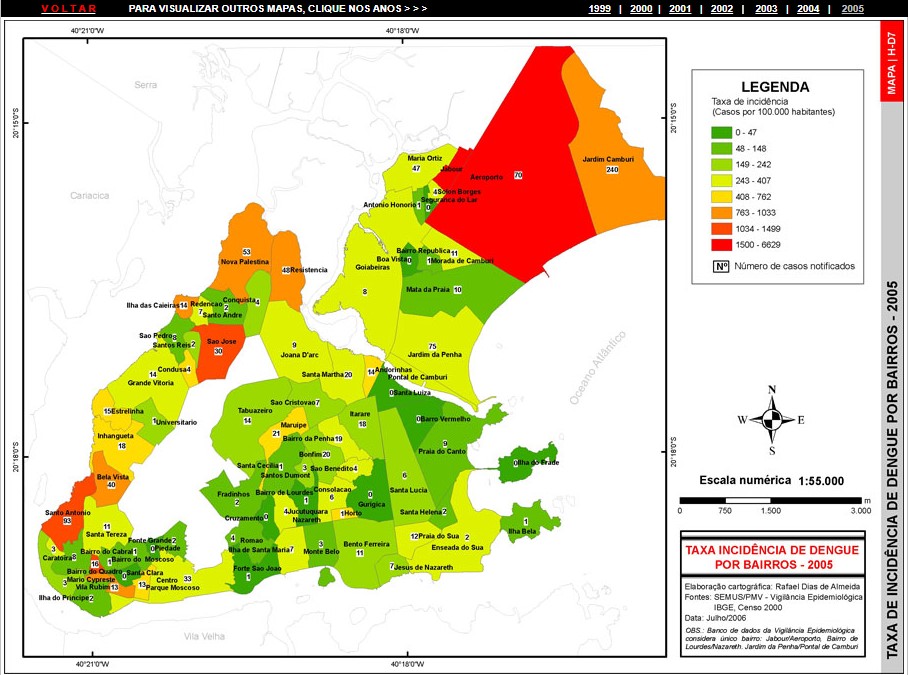 VOLTAR
PARA VISUALIZAR OUTROS MAPAS, CLIQUE NOS ANOS > > >
1999 | 2000 | 2001 | 2002 | 2003 | 2004 | 2005
40°21'0"W
40°18'0"W
20°15'0"S
20°15'0"S
Serra
Cariacica
Maria Ortiz
47
Jabour
Aeroporto
70
Jardim Camburi
240
4
Solon Borges
Segurança do Lar
Antonio Honorio
1
0
53
Nova Palestina
48
Resistencia
Goiabeiras
8
Bairro Republica
11
Boa Vista
0
1
Morada de Camburi
Mata da Praia
10
Ilha das Caieiras
14
Redencao
7
Conquista
4
2
Santo Andre
Sao Pedro
8
Santos Reis
2
Sao Jose
30
Condusa
4
14
Grande Vitoria
9
Joana D'arc
Santa Martha
20
75
Jardim da Penha
14
Andorinhas
Pontal de Camburi
0
Santa Luiza
15
Estrelinha
1
Universitario
Inhangueta
18
Tabuazeiro
14
Sao Cristovao
7
Maruipe
21
Bairro da Penha
19
Itarare
18
0
Barro Vermelho
9
Praia do Canto
Bonfim
20
Santa Cecilia
1
3
Sao Benedito
4
Santos Dumont
0
Ilha do Frade
Bela Vista
40
6
Santa Lucia
Fradinhos
2
Bairro de Lourdes
1
Consolacao
6
0
Gurigica
Santo Antonio
93
Cruzamento
0
4
Jucutuquara
Nazareth
1
Horto
Santa Helena
2
1
Ilha Bela
11
Santa Tereza
Fonte Grande
2
4
Romao
12
Praia do Sua
2
Enseada do Sua
3
Caratoira
8
Bairro do Cabral
1
0
Piedade
Ilha de Santa Maria
7
3
Monte Belo
Bento Ferreira
11
16
1
Bairro do Moscoso
Bairro do Quadro
0
Santa Clara
Forte Sao Joao
1
7
Jesus de Nazareth
3
Mario Cypreste
Vila Rubim
13
13
Centro
33
Parque Moscoso
Ilha do Principe
2
Oceano Atlântico
Vila Velha
20°18'0"S
20°18'0"S
40°21'0"W
40°18'0"W
LEGENDA
Taxa de incidência
(Casos por 100.000 habitantes)
0 - 47
48 - 148
149 - 242
243 - 407
408 - 762
763 - 1033
1034 - 1499
1500 - 6629
Nº Número de casos notificados
N
W E
S
Escala numérica 1:55.000
m
0 750 1.500 3.000
TAXA INCIDÊNCIA DE DENGUE
POR BAIRROS - 2005
Elaboração cartográfica: Rafael Dias de Almeida
Fontes: SEMUS/PMV - Vigilância Epidemiológica
IBGE, Censo 2000
Data: Julho/2006
OBS.: Banco de dados da Vigilância Epidemiológica
considera único bairro: Jabour/Aeroporto, Bairro de
Lourdes/Nazareth. Jardim da Penha/Pontal de Camburi
MAPA | H-D7
TAXA DE INCIDÊNCIA DE DENGUE POR BAIRROS - 2005